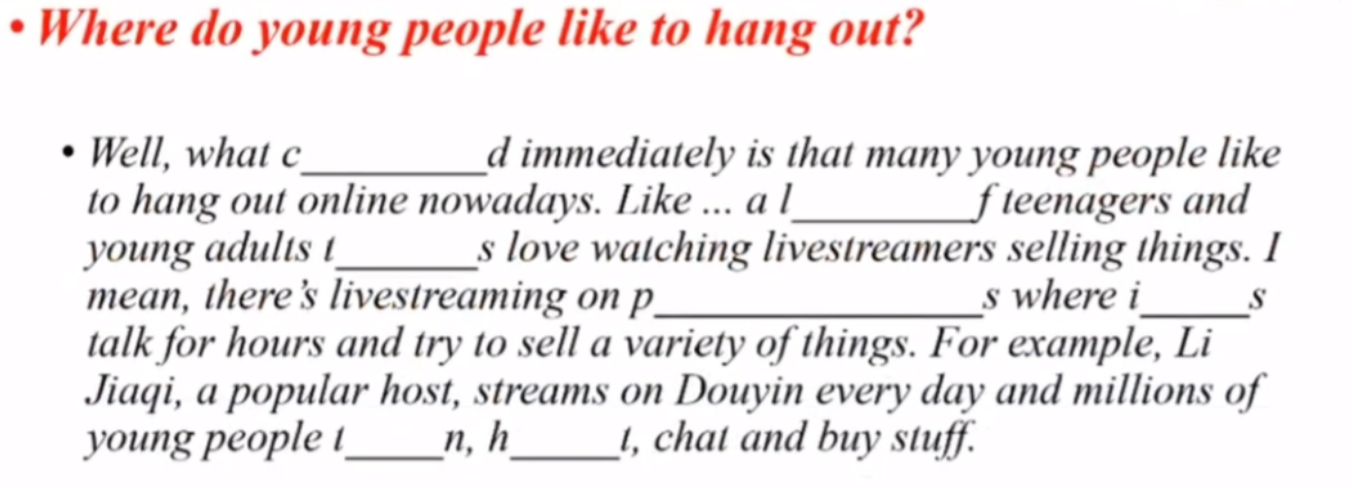 • Where do young people like to hang out?
• Well, what c_________d immediately is that many young people like
to hang out online nowadays. Like ... a l_________f teenagers and
young adults t_______s love watching livestreamers selling things. I
mean, there's livestreaming on p________________s where i_____s
talk for hours and try to sell a variety of things. For example, Li
Jiaqi, a popular host, streams on Douyin every day and millions of
young people t_____n, h_____t, chat and buy stuff.